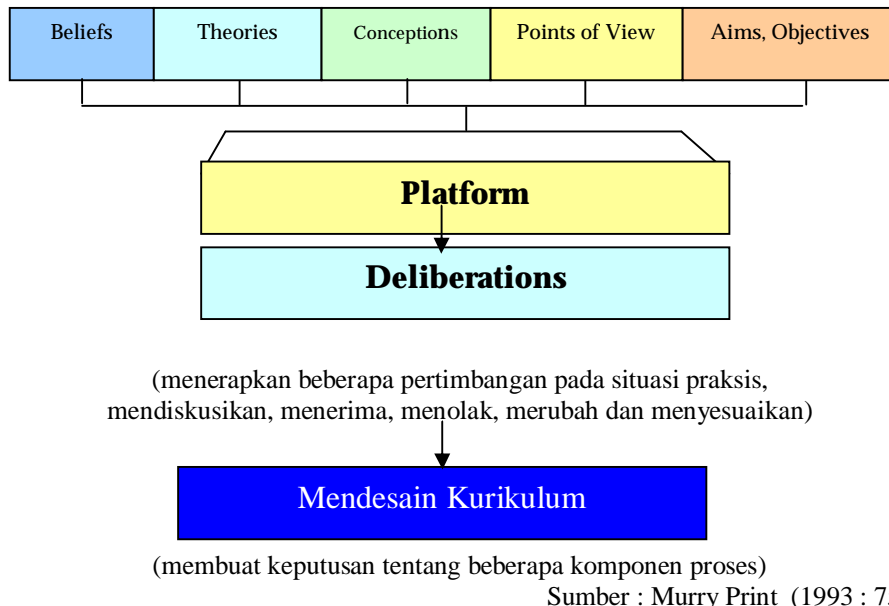 Beliefs Theories Conceptions Points of View Aims, Objectives
Platform
Deliberations
(menerapkan beberapa pertimbangan pada situasi praksis,
mendiskusikan, menerima, menolak, merubah dan menyesuaikan)
Mendesain Kurikulum
(membuat keputusan tentang beberapa komponen proses)
Sumber : Murry Print (1993 : 7